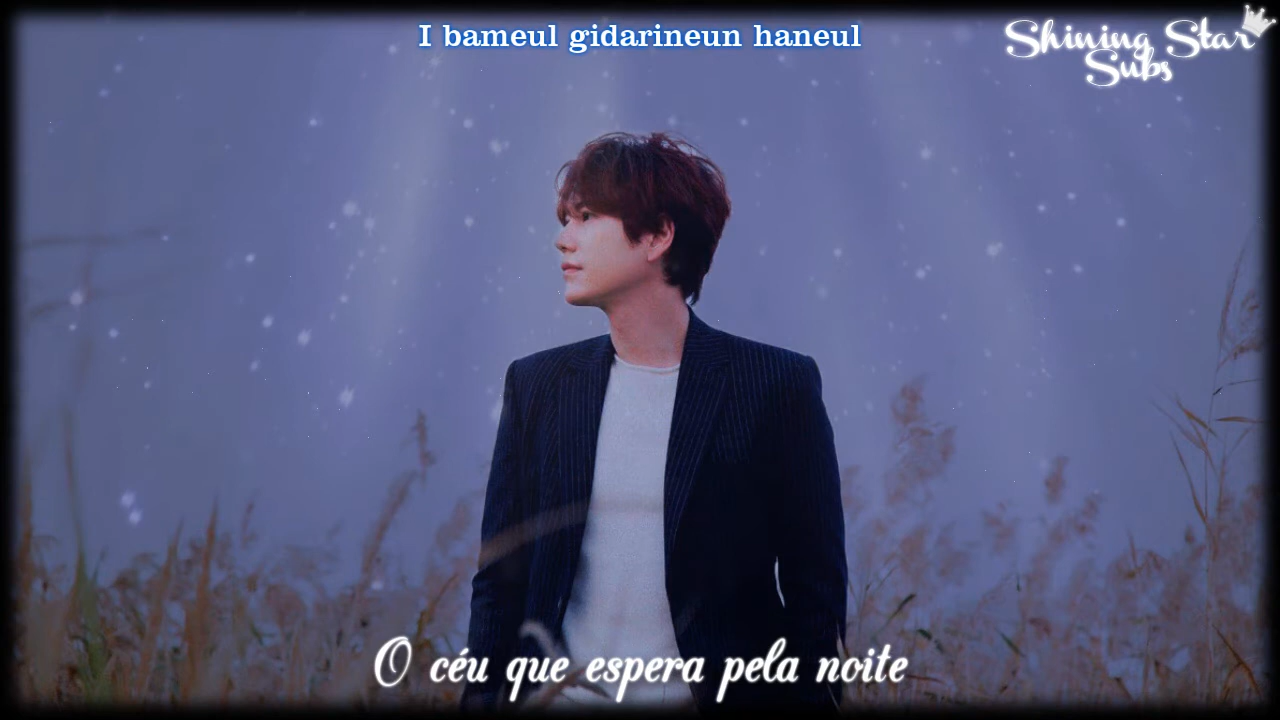 I bameul gidarineun haneul
Shining Star
Subs
O céu que espera pela noite